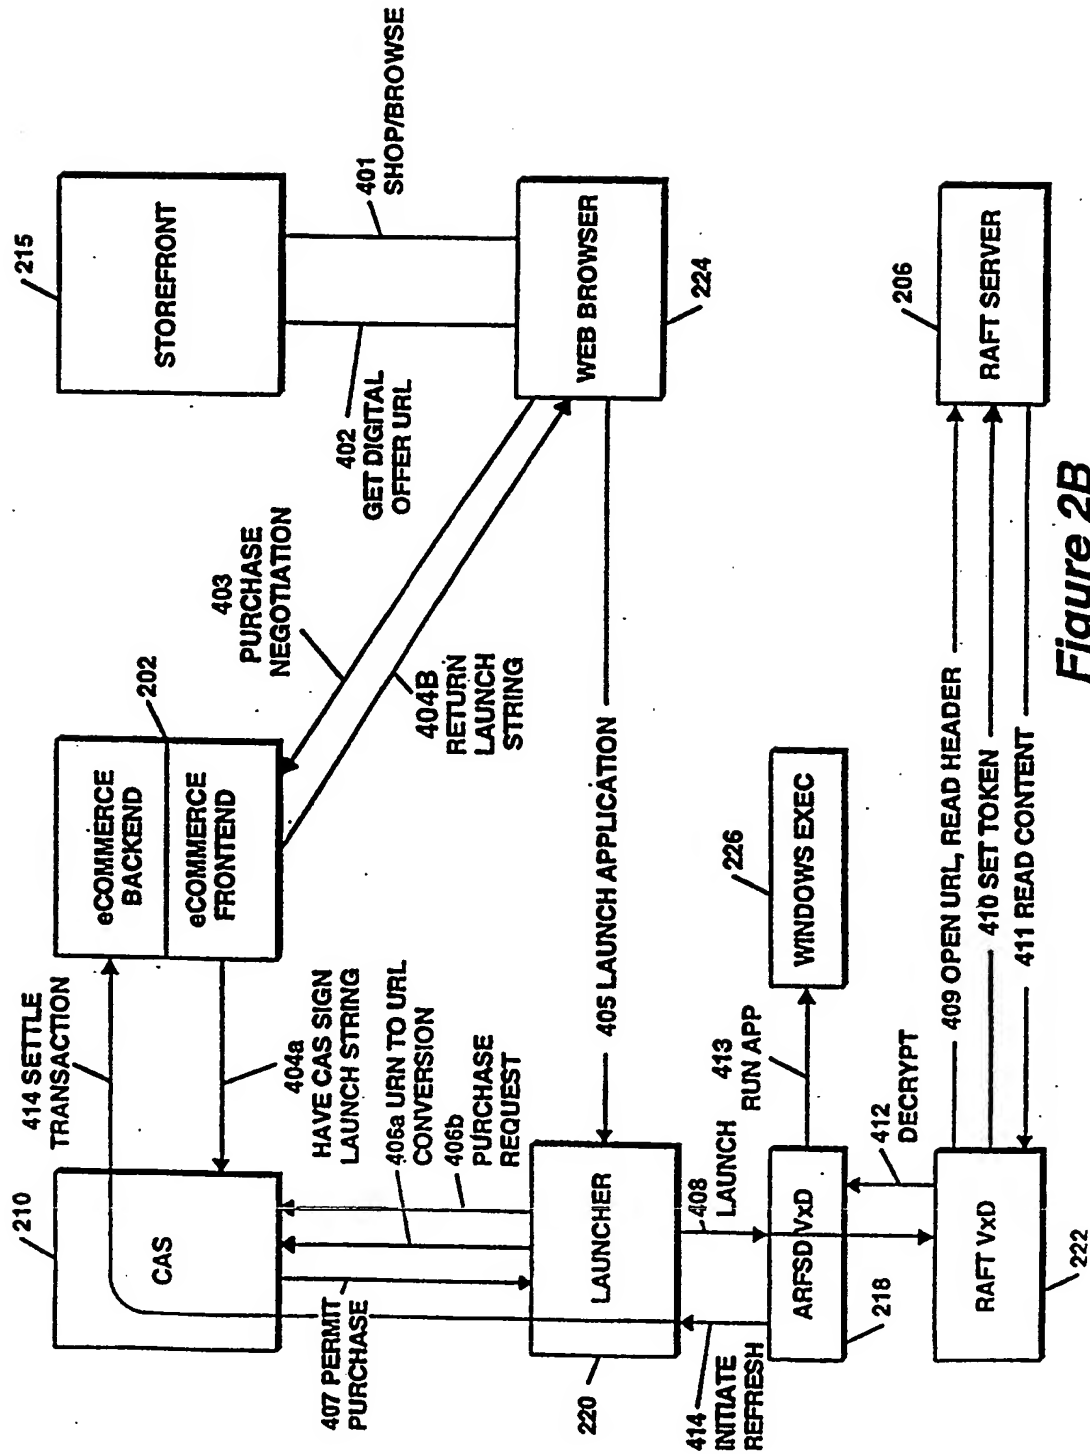 215
STOREFRONT
401
SHOP/BROWSE
402
GET DIGITAL
OFFER URL
WEB BROWSER
224
403
PURCHASE
NEGOTIATION
404B
RETURN
LAUNCH
STRING
202
eCOMMERCE
BACKEND
eCOMMERCE
FRONTEND
414 SETTLE
TRANSACTION
404a
HAVE CAS SIGN
LAUNCH STRING
210
CAS
406a URN TO URL
CONVERSION
406b PURCHASE
REQUEST
407 PERMIT
PURCHASE
405 LAUNCH APPLICATION
LAUNCHER
220
408 LAUNCH
414
INITIATE
REFRESH
ARFSD VxD
218
413
RUN APP
226
WINDOWS EXEC
412
DECRYPT
RAFT VxD
222
409 OPEN URL, READ HEADER
410 SET TOKEN
411 READ CONTENT
206
RAFT SERVER
Figure 2B